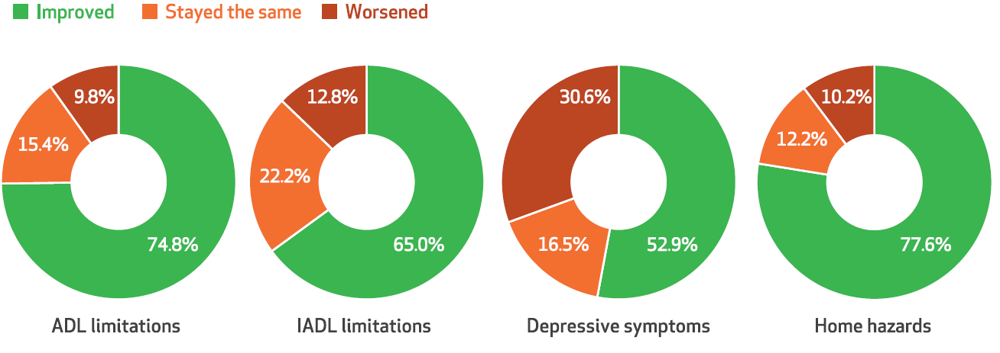 Improved Stayed the same Worsened
9.8%
15.4%
74.8%
ADL limitations
12.8%
22.2%
65.0%
IADL limitations
30.6%
16.5%
52.9%
Depressive symptoms
10.2%
12.2%
77.6%
Home hazards